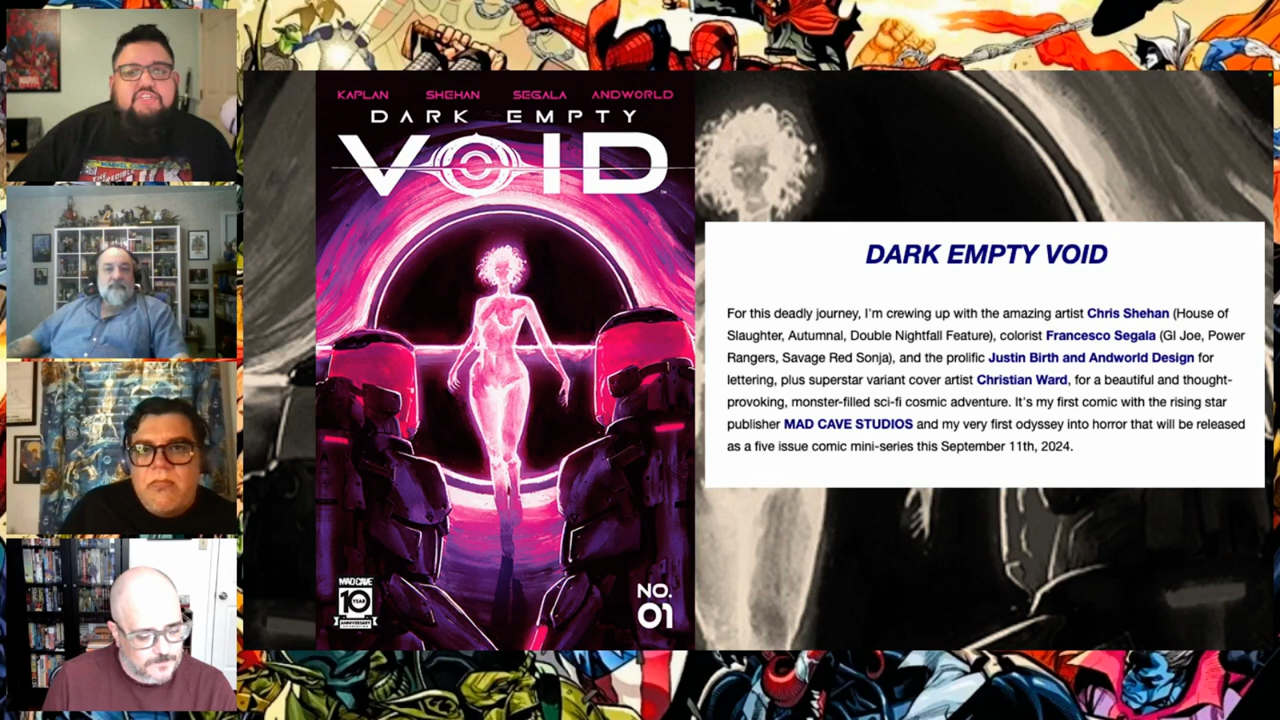 KAPLAN SHEHAN SEGALA ANDWORLD
DARK EMPTY
VOID
MAD CAVE
10
YEAR
ANNIVERSARY
NO.
01
DARK EMPTY VOID
For this deadly journey, I'm crewing up with the amazing artist Chris Shehan (House of
Slaughter, Autumnal, Double Nightfall Feature), colorist Francesco Segala (GI Joe, Power
Rangers, Savage Red Sonja), and the prolific Justin Birth and Andworld Design for
lettering, plus superstar variant cover artist Christian Ward, for a beautiful and thought-
provoking, monster-filled sci-fi cosmic adventure. It's my first comic with the rising star
publisher MAD CAVE STUDIOS and my very first odyssey into horror that will be released
as a five issue comic mini-series this September 11th, 2024.